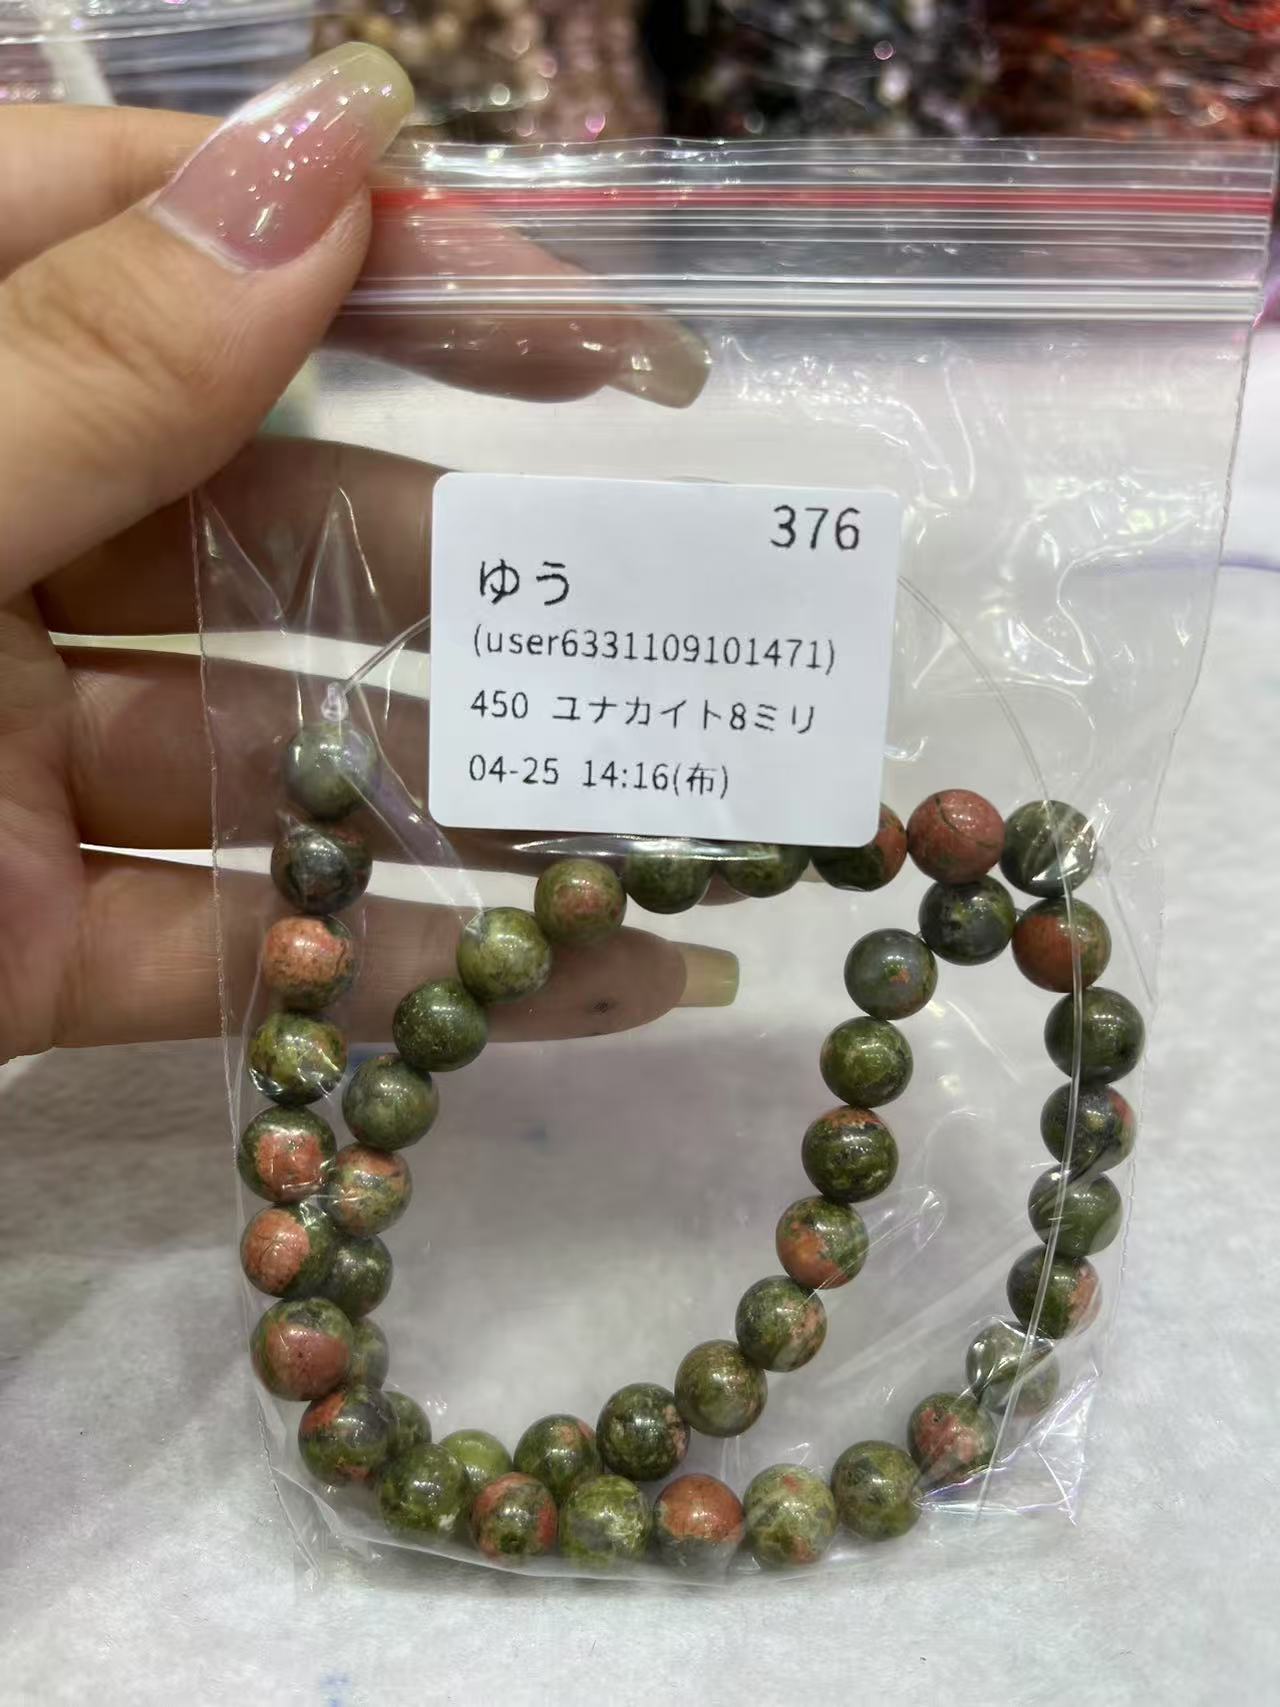 376
ゆう
(user6331109101471)
450 ユナカイト8ミリ
04-25 14:16(布)